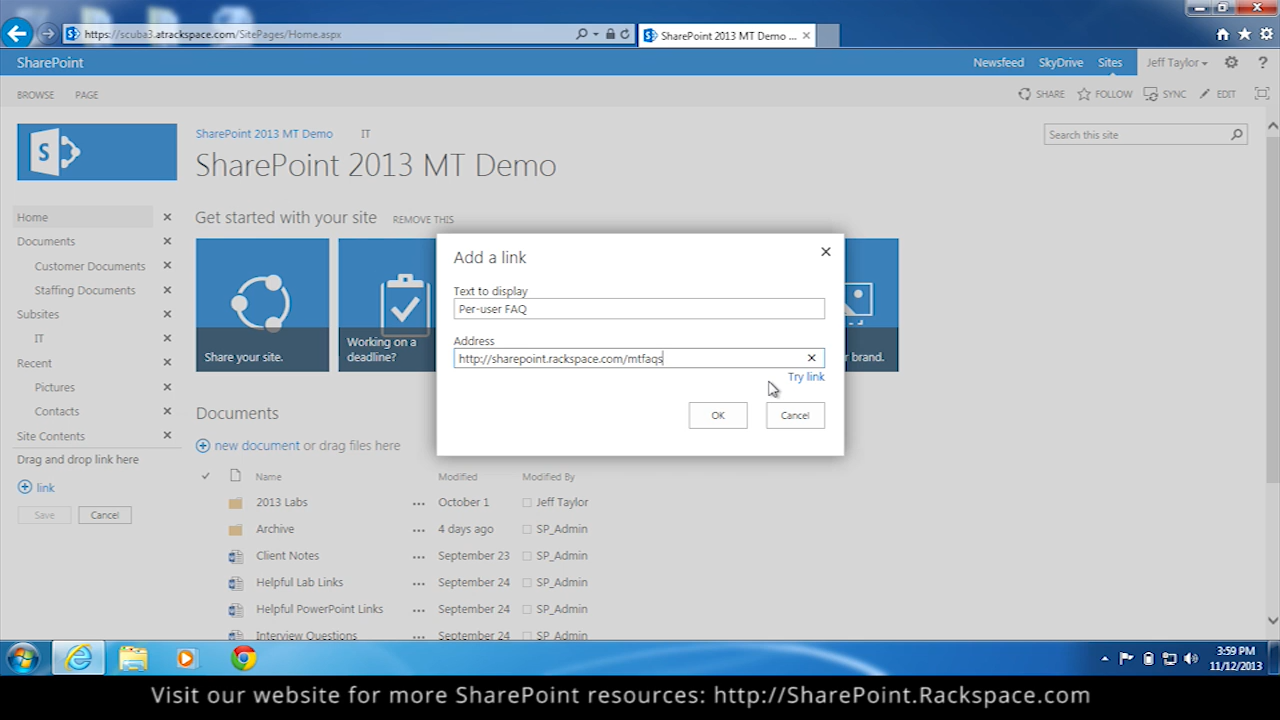 https://scuba3.atrackspace.com/SitePages/Home.aspx
SharePoint 2013 MT Demo ...
SharePoint
Newsfeed SkyDrive Sites Jeff Taylor ?
BROWSE PAGE
SHARE FOLLOW SYNC EDIT
S
SharePoint 2013 MT Demo IT
Search this site
SharePoint 2013 MT Demo
Home
Documents
Customer Documents
Staffing Documents
Subsites
IT
Recent
Pictures
Contacts
Site Contents
Drag and drop link here
link
Save Cancel
Get started with your site REMOVE THIS
Share your site.
Working on a
deadline?
r brand.
Add a link
Text to display
Per-user FAQ
Address
http://sharepoint.rackspace.com/mtfaqs
Try link
OK Cancel
Documents
new document or drag files here
Name Modified Modified By
2013 Labs ... October 1 Jeff Taylor
Archive ... 4 days ago SP_Admin
Client Notes ... September 23 SP_Admin
Helpful Lab Links ... September 24 SP_Admin
Helpful PowerPoint Links ... September 24 SP_Admin
Interview Questions ... September 24 SP_Admin
3:59 PM
11/12/2013
Visit our website for more SharePoint resources: http://SharePoint.Rackspace.com